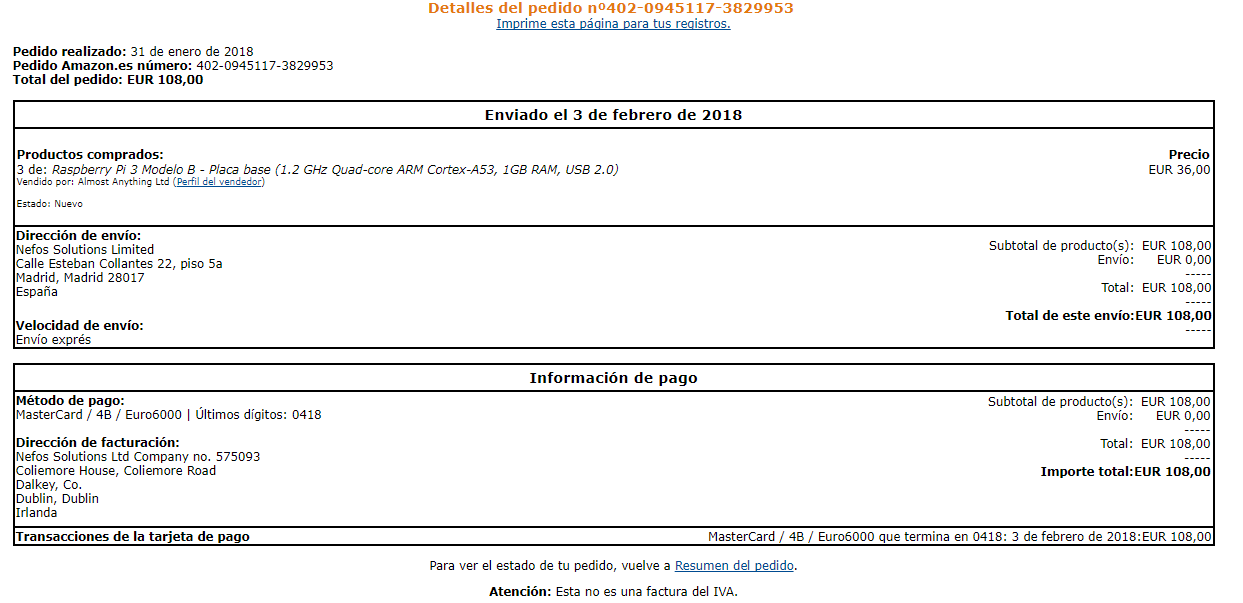 Detalles del pedido nº402-0945117-3829953
Imprime esta página para tus registros.
Pedido realizado: 31 de enero de 2018
Pedido Amazon.es número: 402-0945117-3829953
Total del pedido: EUR 108,00
Enviado el 3 de febrero de 2018
Productos comprados: Precio
3 de: Raspberry Pi 3 Modelo B - Placa base (1.2 GHz Quad-core ARM Cortex-A53, 1GB RAM, USB 2.0) EUR 36,00
Vendido por: Almost Anything Ltd (Perfil del vendedor)
Estado: Nuevo
Dirección de envío:
Nefos Solutions Limited
Calle Esteban Collantes 22, piso 5a
Madrid, Madrid 28017
España
Velocidad de envío:
Envío exprés
Subtotal de producto(s): EUR 108,00
Envío: EUR 0,00
-----
Total: EUR 108,00
-----
Total de este envío:EUR 108,00
-----
Información de pago
Método de pago:
MasterCard / 4B / Euro6000 | Últimos dígitos: 0418
Dirección de facturación:
Nefos Solutions Ltd Company no. 575093
Coliemore House, Coliemore Road
Dalkey, Co.
Dublin, Dublin
Irlanda
Subtotal de producto(s): EUR 108,00
Envío: EUR 0,00
-----
Total: EUR 108,00
-----
Importe total:EUR 108,00
Transacciones de la tarjeta de pago MasterCard / 4B / Euro6000 que termina en 0418: 3 de febrero de 2018:EUR 108,00
Para ver el estado de tu pedido, vuelve a Resumen del pedido.
Atención: Esta no es una factura del IVA.